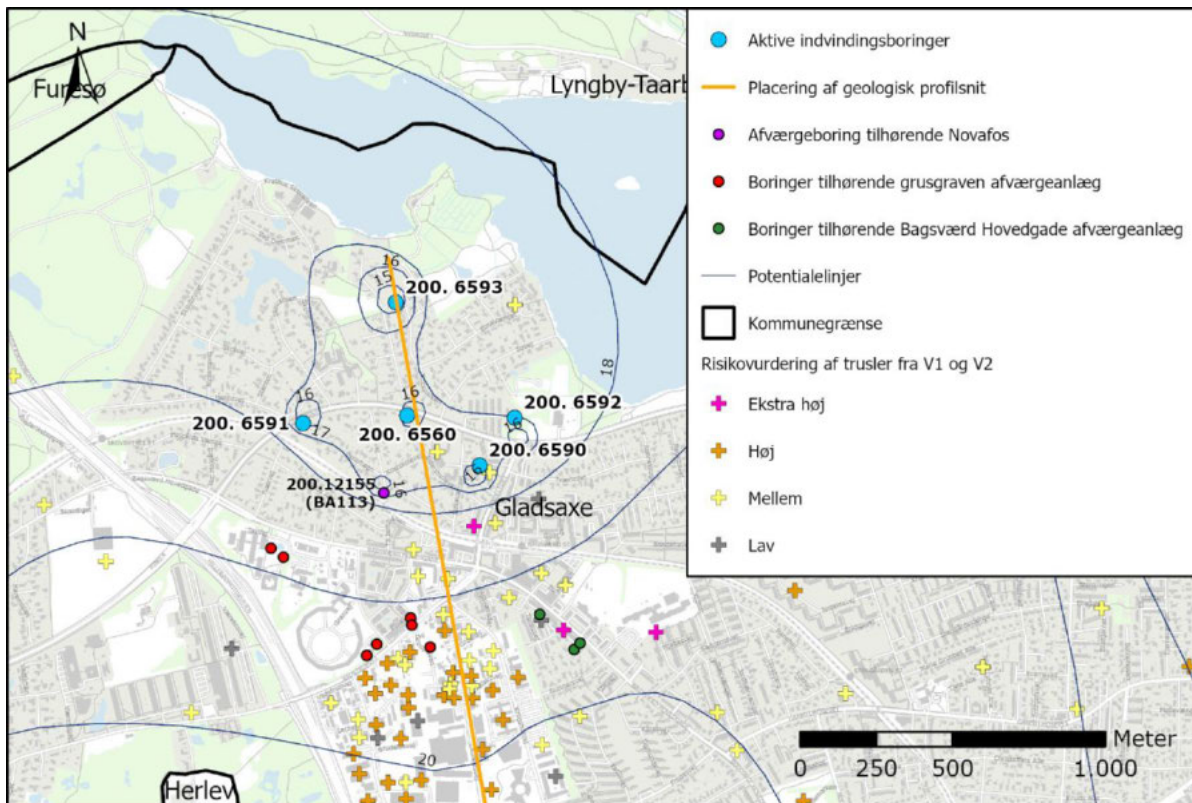 N
Furesø
Lyngby-Taarb
16
15
200. 6593
18
16
200. 6591
17
16
200. 6560
200. 6592
16
200. 6590
16
200.12155
(BA113)
16
Gladsaxe
20
Herlev
Aktive indvindingsboringer
Placering af geologisk profilsnit
Afværgeboring tilhørende Novafos
Boringer tilhørende grusgraven afværgeanlæg
Boringer tilhørende Bagsværd Hovedgade afværgeanlæg
Potentialelinjer
Kommunegrænse
Risikovurdering af trusler fra V1 og V2
Ekstra høj
Høj
Mellem
Lav
Meter
0 250 500 1.000